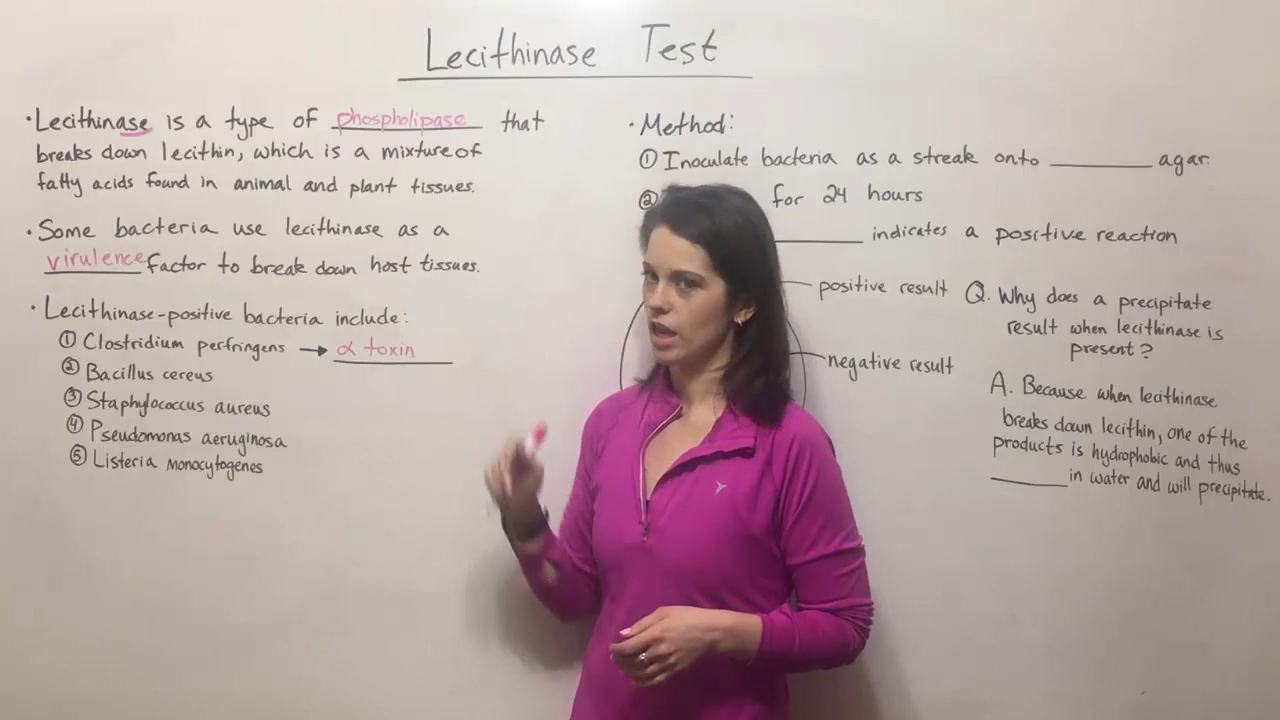 Lecithinase Test
• Lecithinase is a type of phospholipase that
breaks down lecithin, which is a mixture of
fatty acids found in animal and plant tissues.
• Some bacteria use lecithinase as a
virulence factor to break down host tissues.
• Lecithinase-positive bacteria include:
① Clostridium perfringens → α toxin
② Bacillus cereus
③ Staphylococcus aureus
④ Pseudomonas aeruginosa
⑤ Listeria monocytogenes
• Method:
① Inoculate bacteria as a streak onto ______ agar.
② for 24 hours
______ indicates a positive reaction
positive result
negative result
Q. Why does a precipitate
result when lecithinase is
present?
A. Because when lecithinase
breaks down lecithin, one of the
products is hydrophobic and thus
______ in water and will precipitate.